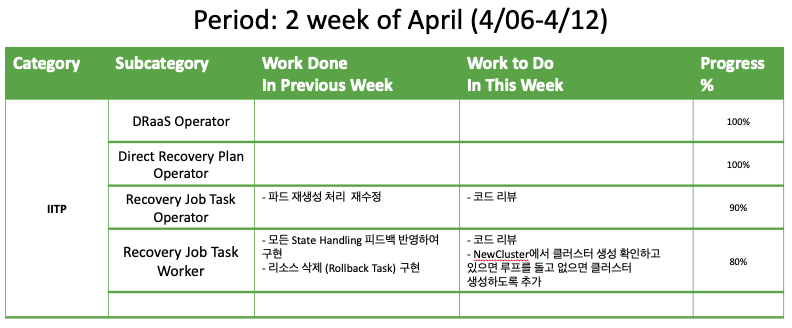 Period: 2 week of April (4/06-4/12)
Category
Subcategory
Work Done
In Previous Week
Work to Do
In This Week
Progress
%
IITP
DRaaS Operator
100%
Direct Recovery Plan
Operator
100%
Recovery Job Task
Operator
- 파드 재생성 처리  재수정
- 코드 리뷰
90%
Recovery Job Task
Worker
- 모든 State Handling 피드백 반영하여
구현
- 리소스 삭제 (Rollback Task) 구현
- 코드 리뷰
- NewCluster에서 클러스터 생성 확인하고
있으면 루프를 돌고 없으면 클러스터
생성하도록 추가
80%